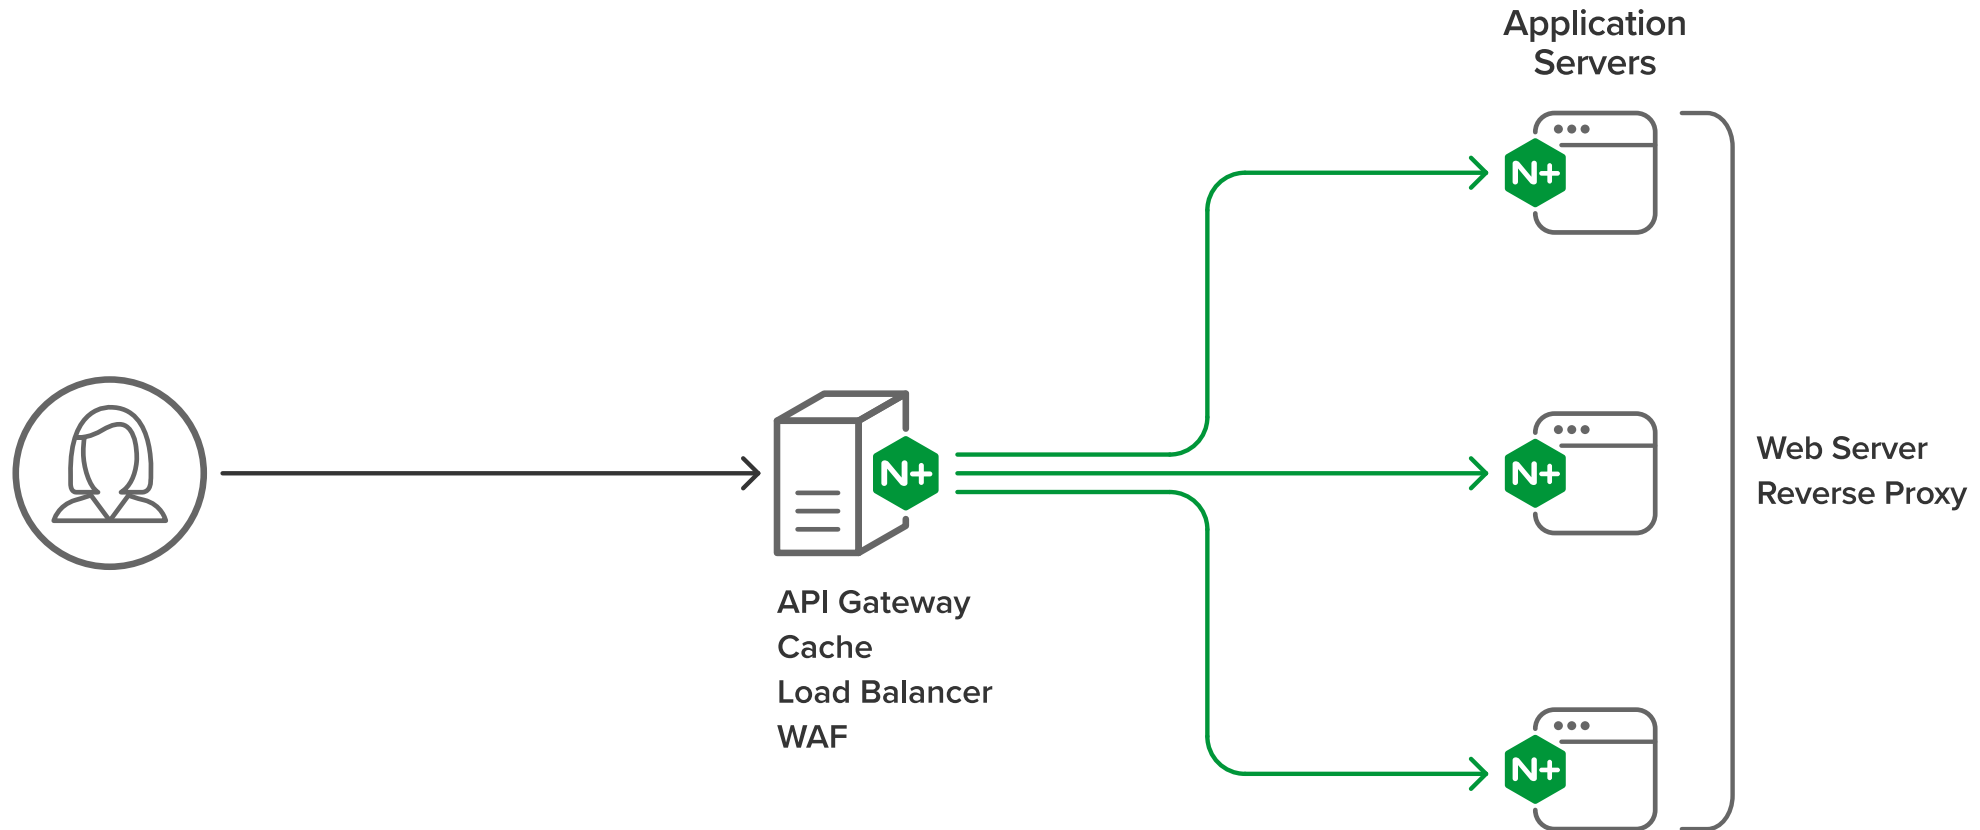 Application
Servers
N+
N+
N+
N+
Web Server
Reverse Proxy
API Gateway
Cache
Load Balancer
WAF